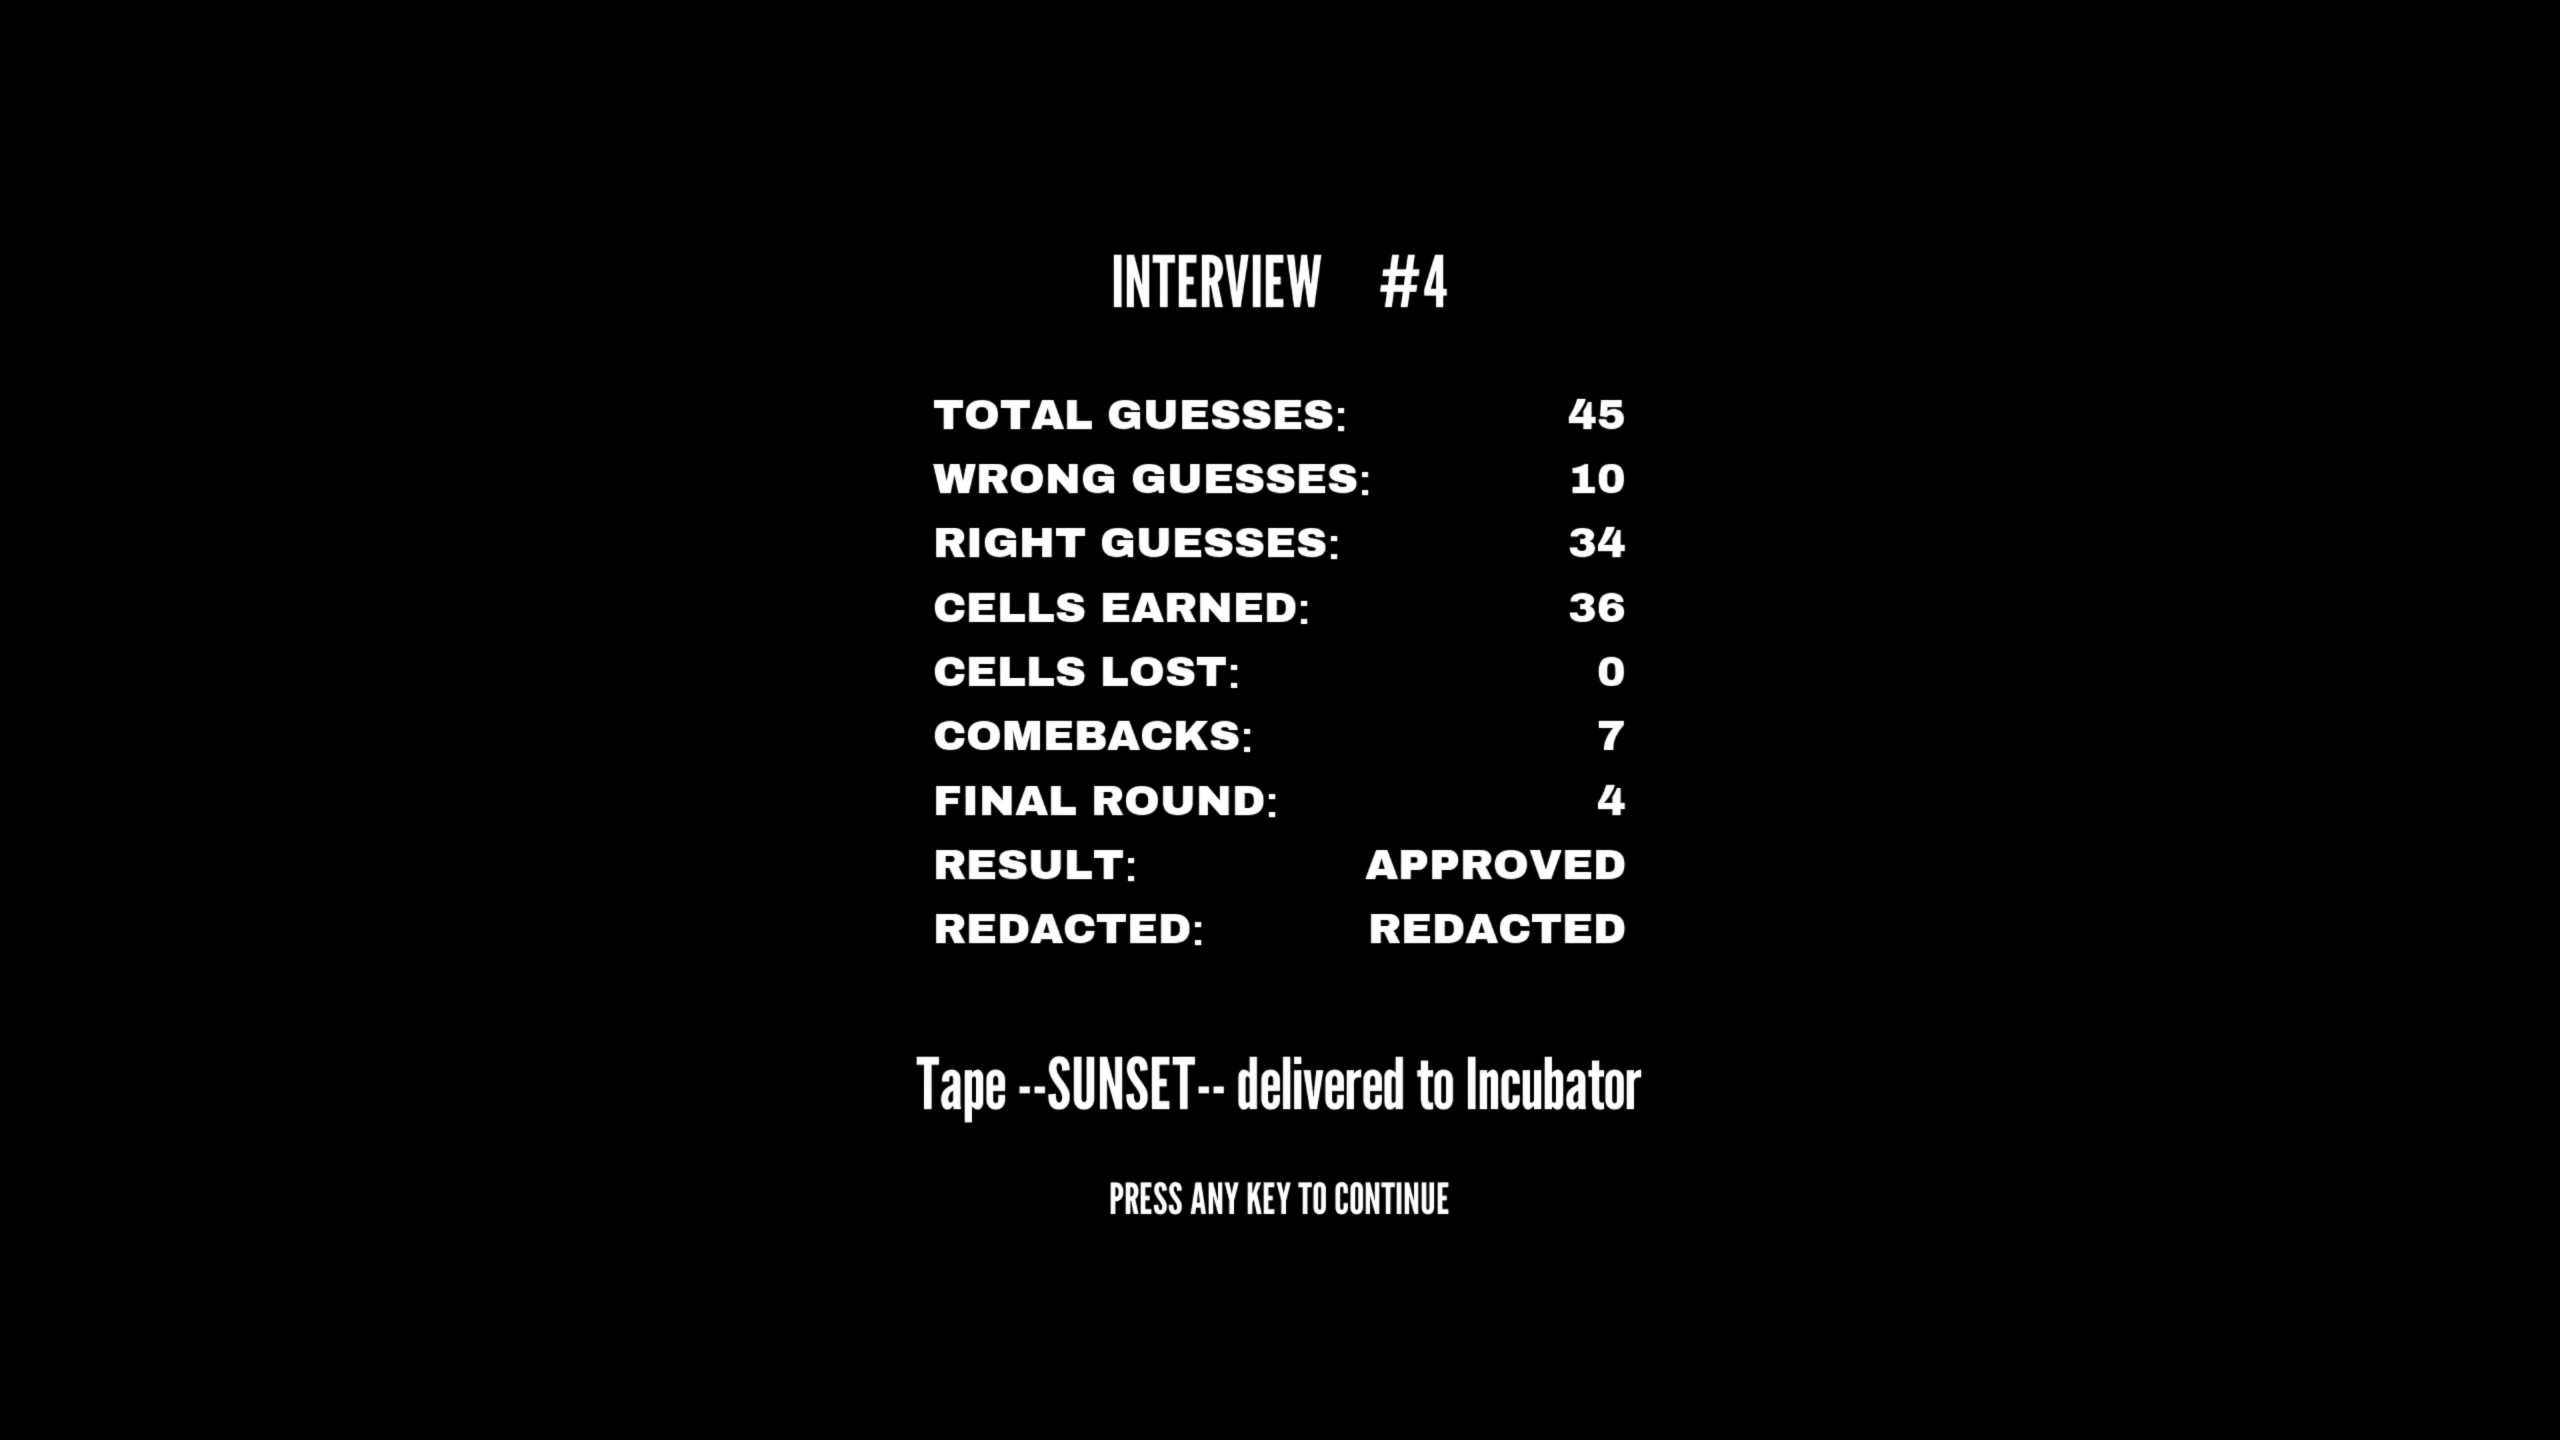 INTERVIEW #4
TOTAL GUESSES: 45
WRONG GUESSES: 10
RIGHT GUESSES: 34
CELLS EARNED: 36
CELLS LOST: 0
COMEBACKS: 7
FINAL ROUND: 4
RESULT: APPROVED
REDACTED: REDACTED
Tape --SUNSET-- delivered to Incubator
PRESS ANY KEY TO CONTINUE